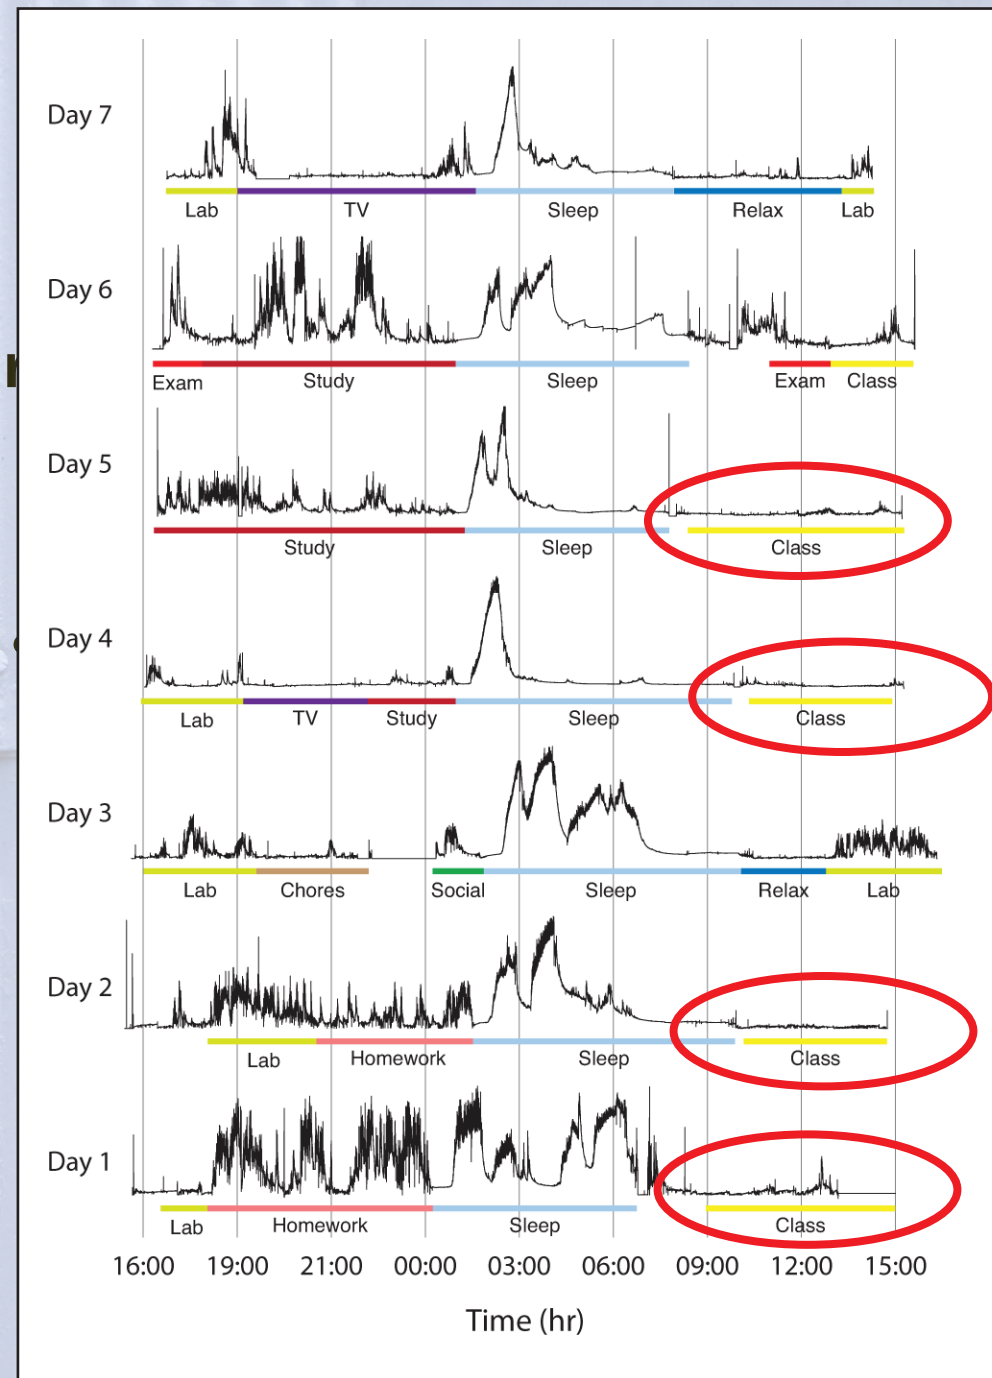 Day 7
Lab TV Sleep Relax Lab
Day 6
Exam Study Sleep Exam Class
Day 5
Study Sleep Class
Day 4
Lab TV Study Sleep Class
Day 3
Lab Chores Social Sleep Relax Lab
Day 2
Lab Homework Sleep Class
Day 1
Lab Homework Sleep Class
16:00 19:00 21:00 00:00 03:00 06:00 09:00 12:00 15:00
Time (hr)